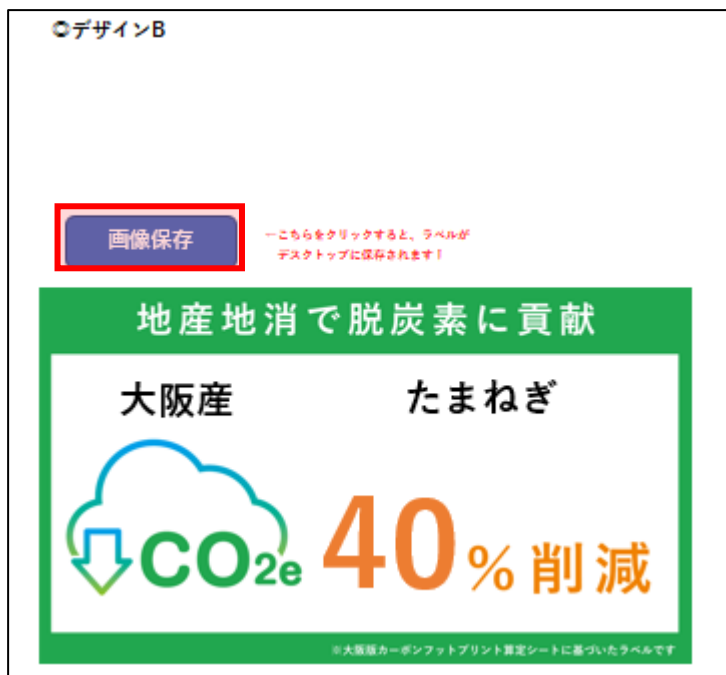 ◎デザインB
画像保存
←こちらをクリックすると、ラベルが
デスクトップに保存されます！
地産地消で脱炭素に貢献
大阪産 たまねぎ
CO2e 40%削減
※大阪版カーボンフットプリント算定シートに基づいたラベルです